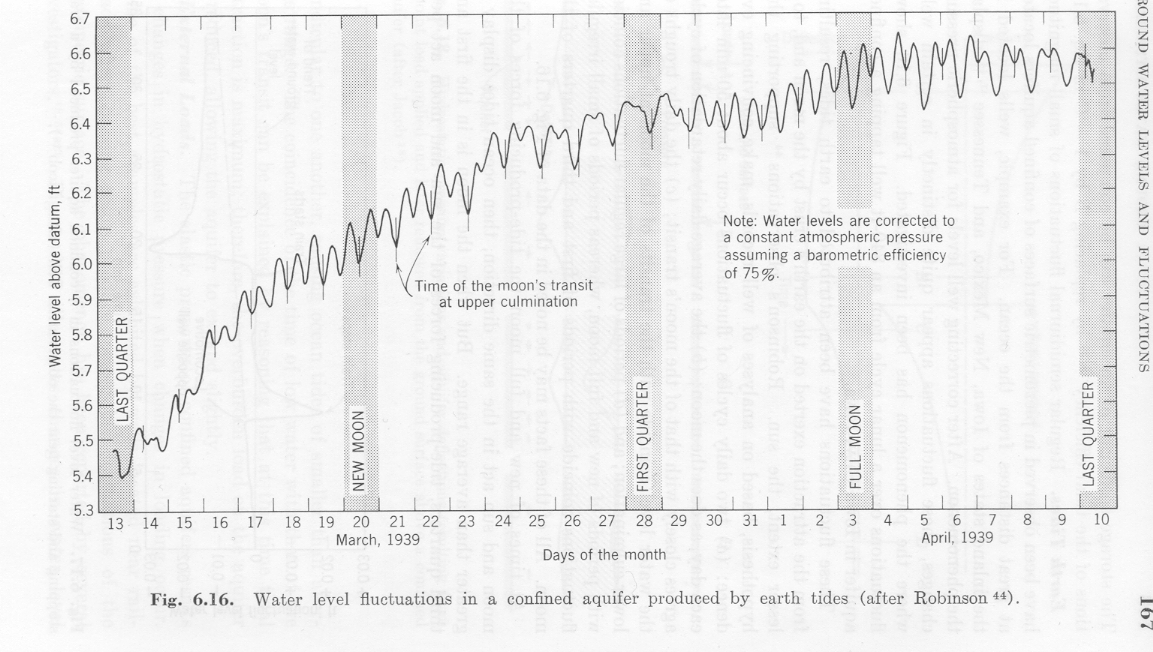 6.7
6.6
6.5
6.4
6.3
6.2
6.1
6.0
5.9
5.8
5.7
5.6
5.5
5.4
5.3
Water level above datum, ft
LAST QUARTER
NEW MOON
FIRST QUARTER
FULL MOON
LAST QUARTER
Time of the moon's transit
at upper culmination
Note: Water levels are corrected to
a constant atmospheric pressure
assuming a barometric efficiency
of 75%.
13 14 15 16 17 18 19 20 21 22 23 24 25 26 27 28 29 30 31 1 2 3 4 5 6 7 8 9 10
March, 1939
April, 1939
Days of the month
Fig. 6.16. Water level fluctuations in a confined aquifer produced by earth tides (after Robinson 44).
ROUND WATER LEVELS AND FLUCTUATIONS
167